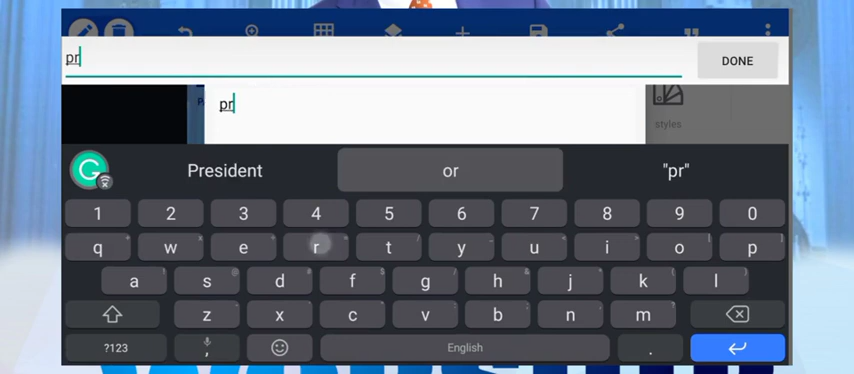 pr
DONE
P
pr
styles
President or "pr"
1 2 3 4 5 6 7 8 9 0
q w e r t y u i o p
a s d f g h j k l
z x c v b n m
?123 , English .